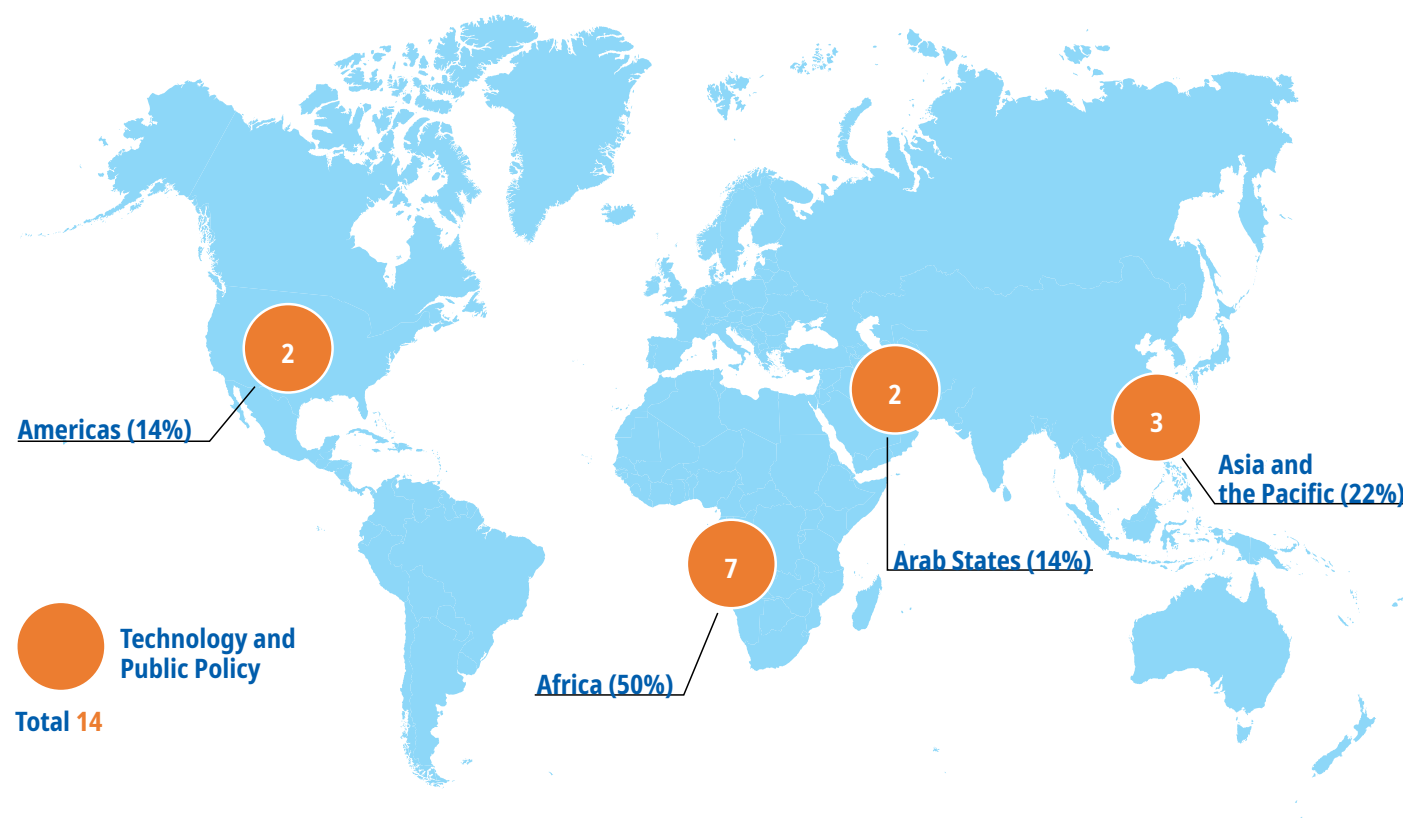 2
Americas (14%)
2
3
Asia and
the Pacific (22%)
Arab States (14%)
7
Africa (50%)
Technology and
Public Policy
Total 14